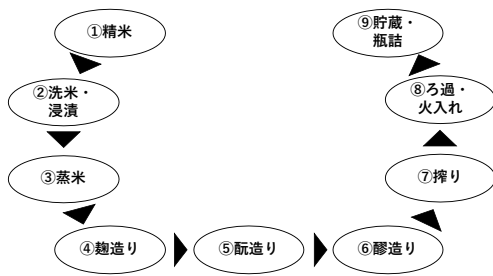 ①精米
②洗米・
浸漬
③蒸米
④麹造り
⑤酛造り
⑥醪造り
⑦搾り
⑧ろ過・
火入れ
⑨貯蔵・
瓶詰